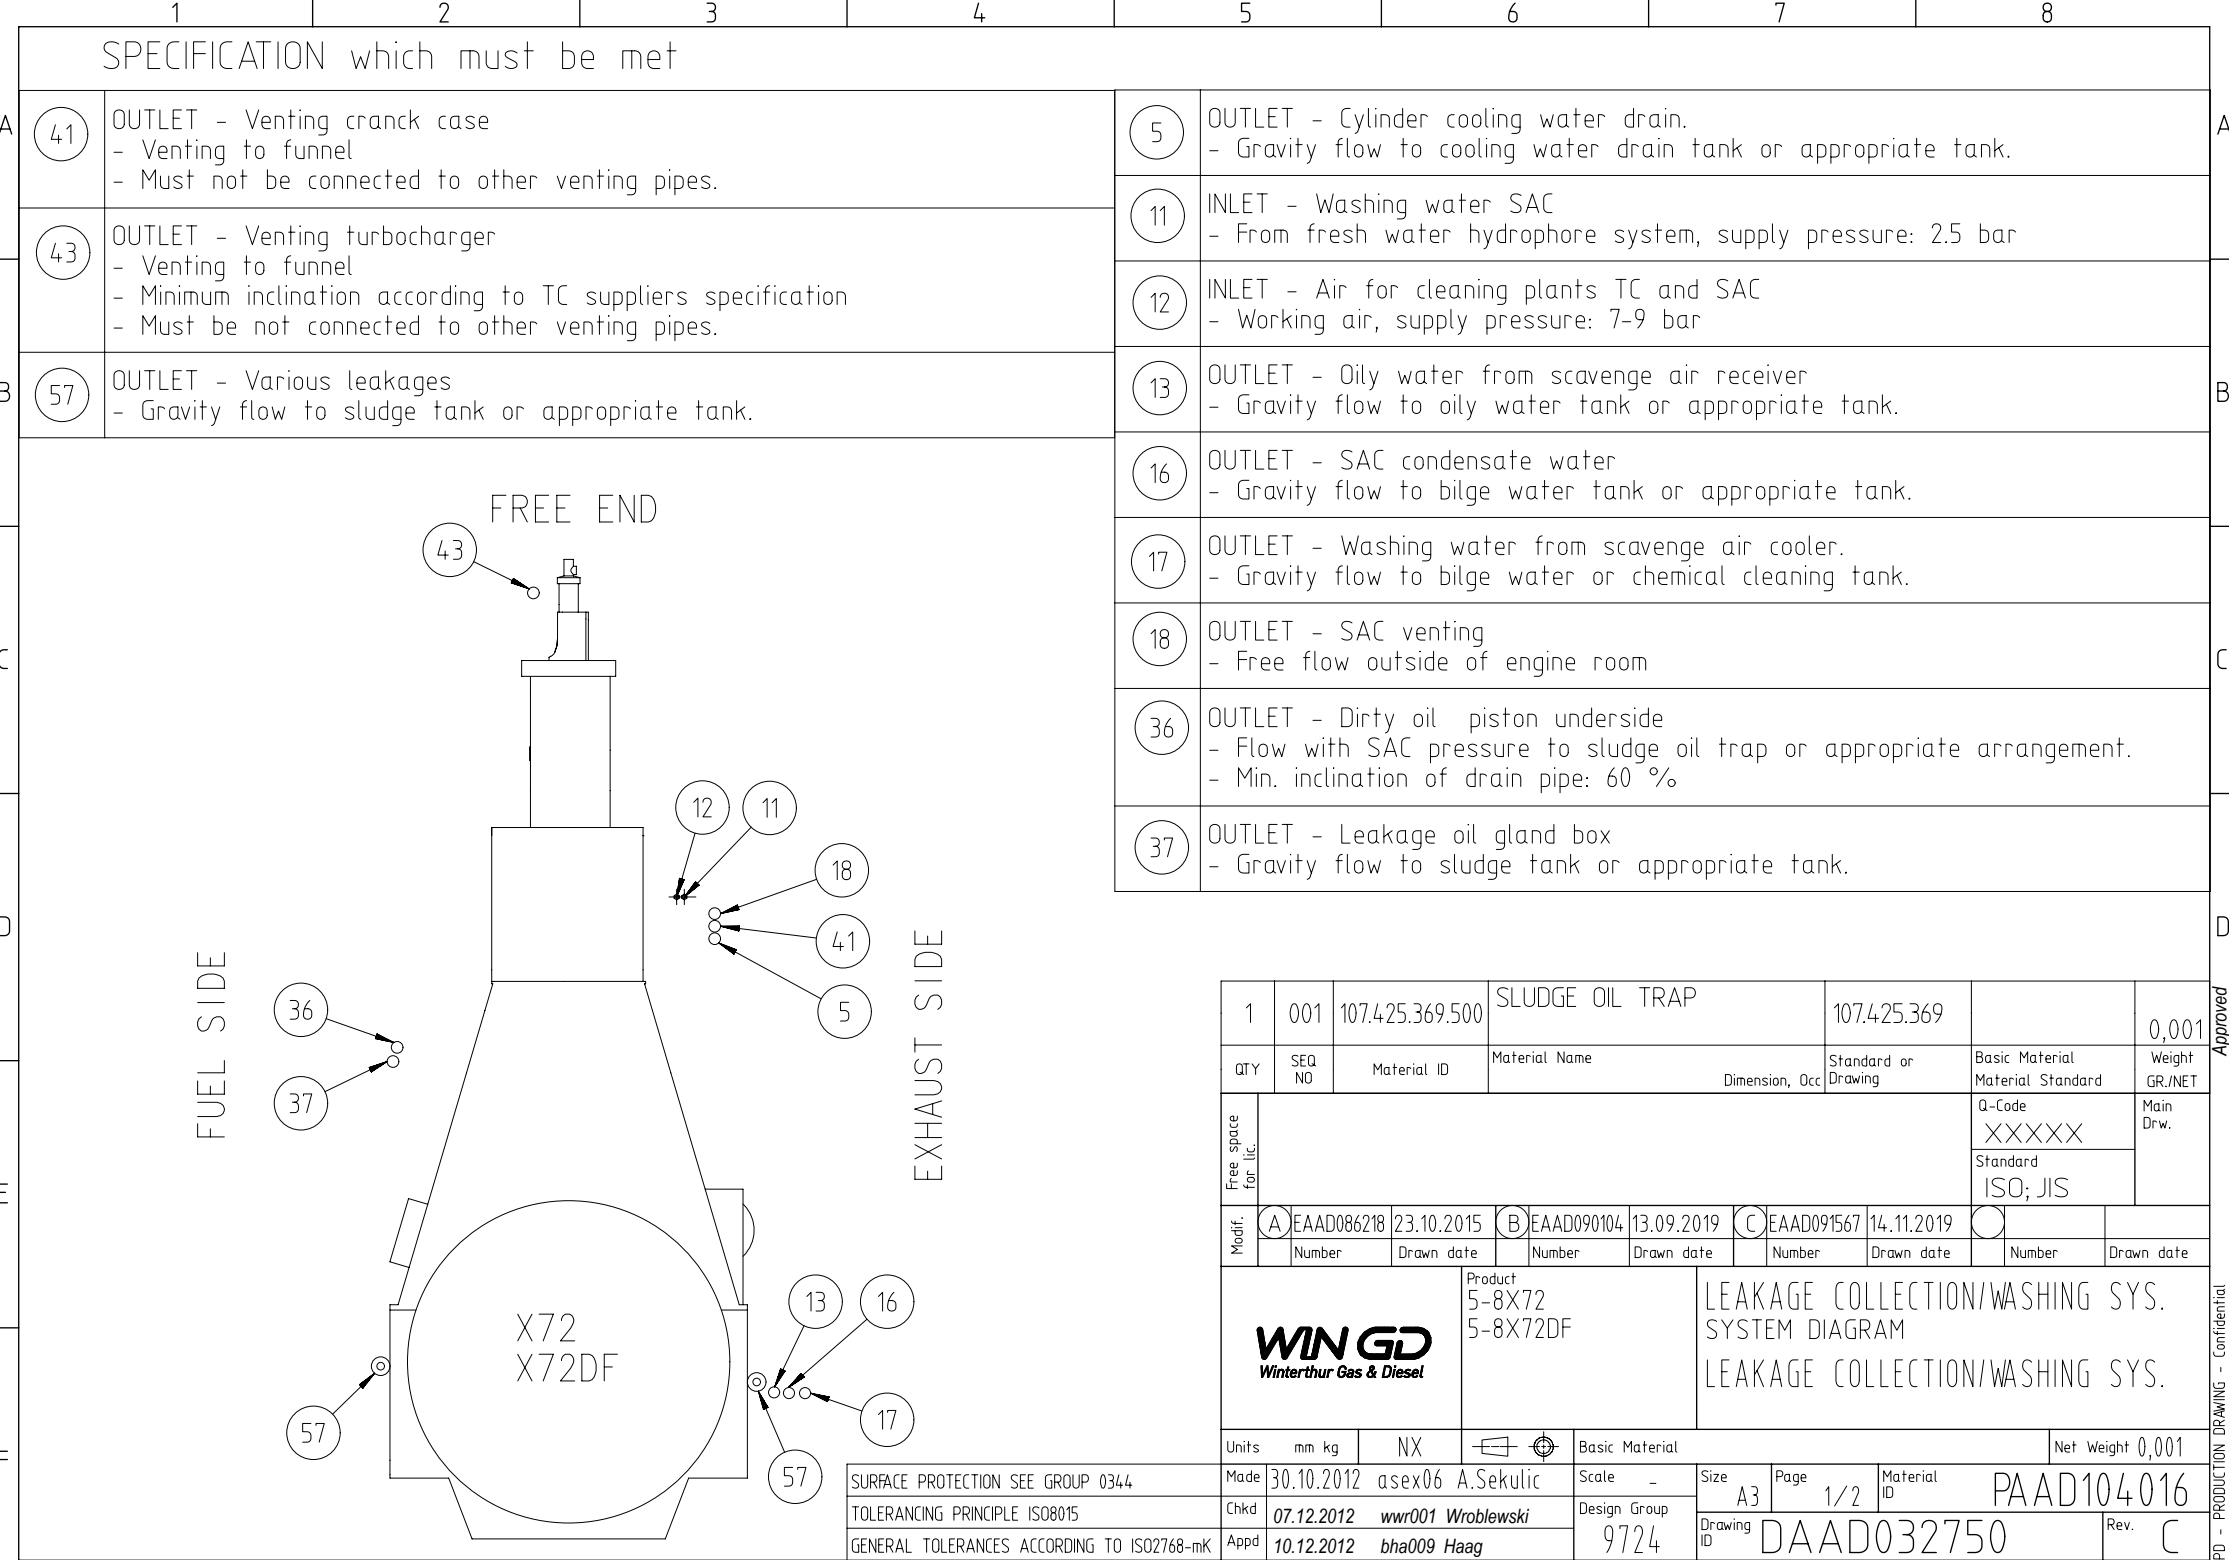 1 2 3 4 5 6 7 8
SPECIFICATION which must be met
A
41
OUTLET - Venting cranck case
- Venting to funnel
- Must not be connected to other venting pipes.
43
OUTLET - Venting turbocharger
- Venting to funnel
- Minimum inclination according to TC suppliers specification
- Must be not connected to other venting pipes.
B
57
OUTLET - Various leakages
- Gravity flow to sludge tank or appropriate tank.
5
OUTLET - Cylinder cooling water drain.
- Gravity flow to cooling water drain tank or appropriate tank.
A
11
INLET - Washing water SAC
- From fresh water hydrophore system, supply pressure: 2.5 bar
12
INLET - Air for cleaning plants TC and SAC
- Working air, supply pressure: 7-9 bar
13
OUTLET - Oily water from scavenge air receiver
- Gravity flow to oily water tank or appropriate tank.
B
16
OUTLET - SAC condensate water
- Gravity flow to bilge water tank or appropriate tank.
17
OUTLET - Washing water from scavenge air cooler.
- Gravity flow to bilge water or chemical cleaning tank.
18
OUTLET - SAC venting
- Free flow outside of engine room
C
36
OUTLET - Dirty oil piston underside
- Flow with SAC pressure to sludge oil trap or appropriate arrangement.
- Min. inclination of drain pipe: 60 %
37
OUTLET - Leakage oil gland box
- Gravity flow to sludge tank or appropriate tank.
D
FREE END
43
C
12 11
18
41
5
D
FUEL SIDE
EXHAUST SIDE
36
37
E
X72
X72DF
13 16
17
57
57
F
1 001 107.425.369.500 SLUDGE OIL TRAP 107.425.369 0,001
QTY SEQ NO Material ID Material Name Dimension, Occ Standard or Drawing Basic Material Material Standard Weight GR./NET
Free space for lic.
Q-Code
XXXXX
Main Drw.
Standard
ISO; JIS
Modif.
A EAAD086218 23.10.2015 B EAAD090104 13.09.2019 C EAAD091567 14.11.2019
Number Drawn date Number Drawn date Number Drawn date Number Drawn date
WIN GD
Winterthur Gas & Diesel
Product
5-8X72
5-8X72DF
LEAKAGE COLLECTION/WASHING SYS.
SYSTEM DIAGRAM
LEAKAGE COLLECTION/WASHING SYS.
Units mm kg NX Basic Material Net Weight 0,001
SURFACE PROTECTION SEE GROUP 0344
TOLERANCING PRINCIPLE ISO8015
GENERAL TOLERANCES ACCORDING TO ISO2768-mK
Made 30.10.2012 asex06 A.Sekulic
Chkd 07.12.2012 wwr001 Wroblewski
Appd 10.12.2012 bha009 Haag
Scale -
Design Group
9724
Size A3 Page 1/2 Material ID PAAD104016
Drawing ID DAAD032750 Rev. C
Approved
PD - PRODUCTION DRAWING - Confidential